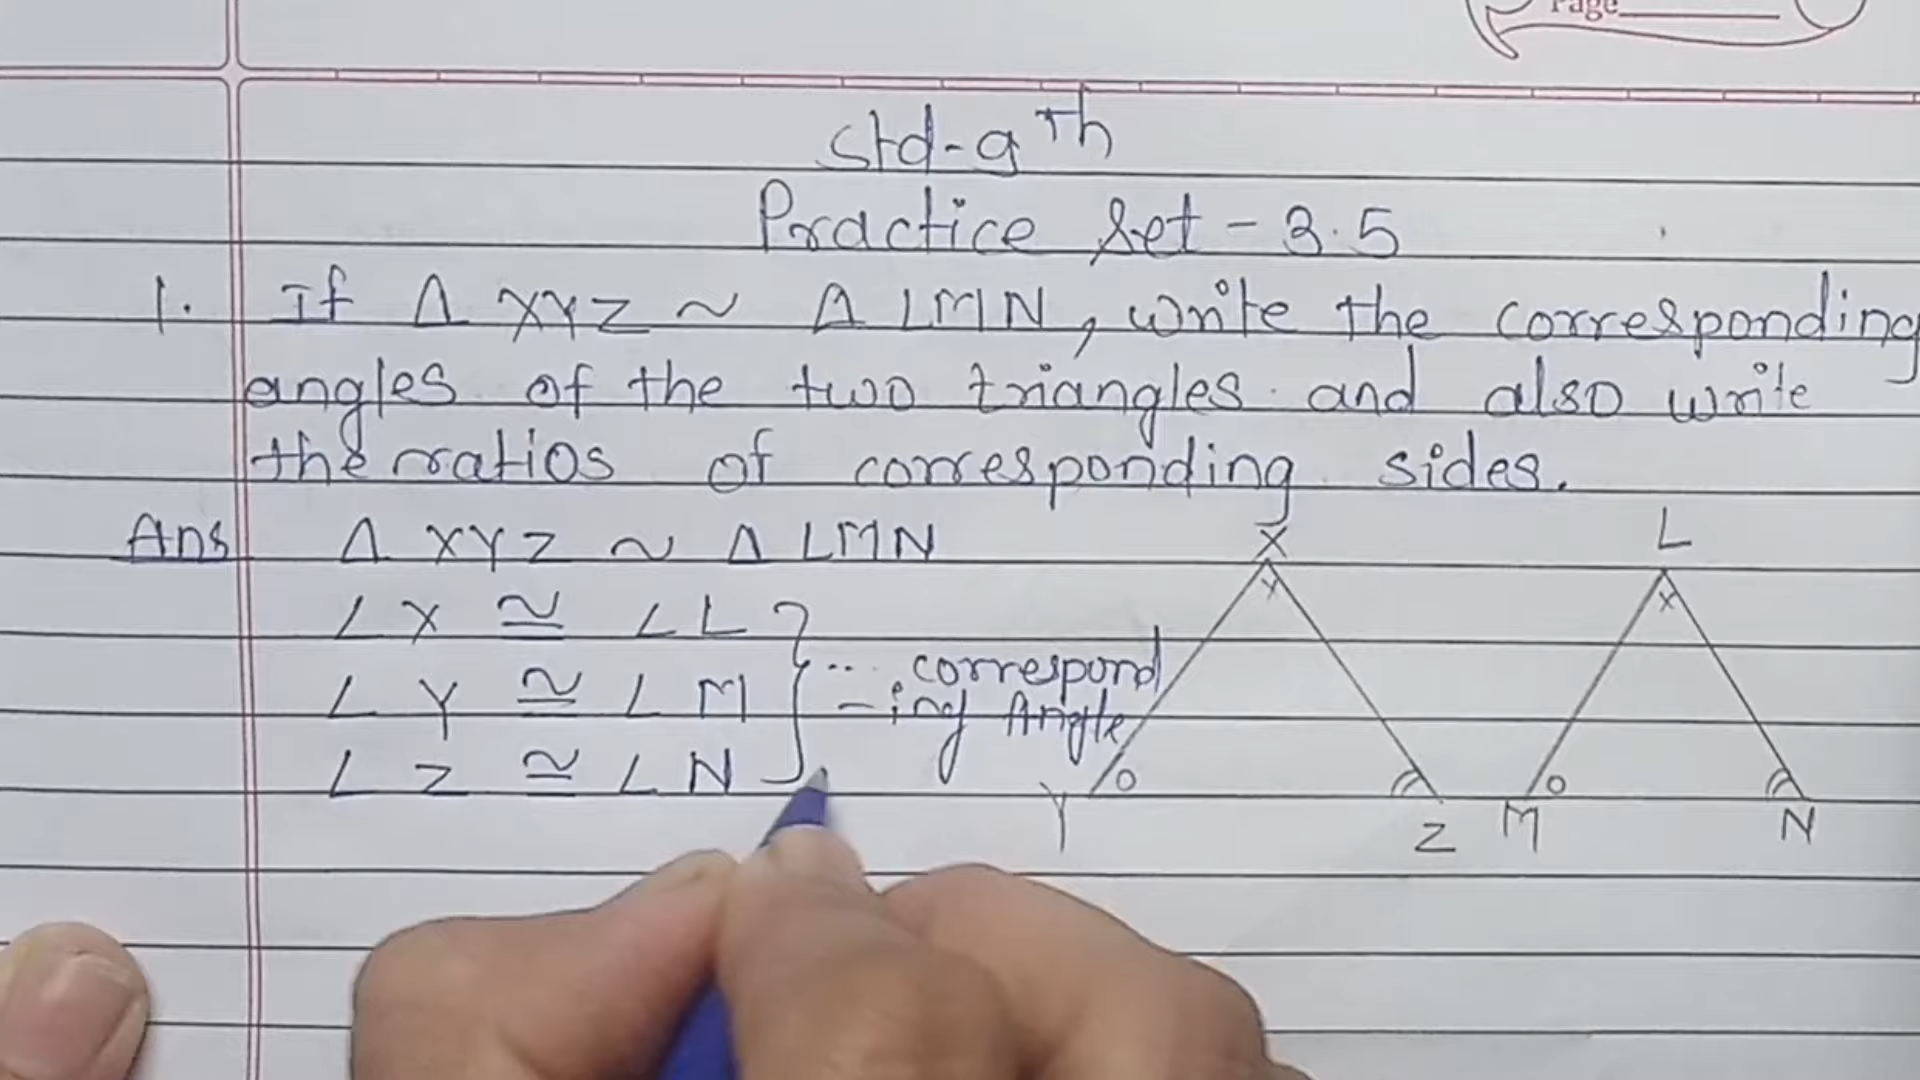 Page
Std-9th
Practice Set - 3.5
1. If Δ XYZ ~ Δ LMN, write the corresponding
angles of the two triangles and also write
the ratios of corresponding sides.
Ans Δ XYZ ~ Δ LMN
∠ X ≅ ∠ L
∠ Y ≅ ∠ M } ... correspond
-ing Angle
∠ Z ≅ ∠ N
X L
x x
Y Z M N